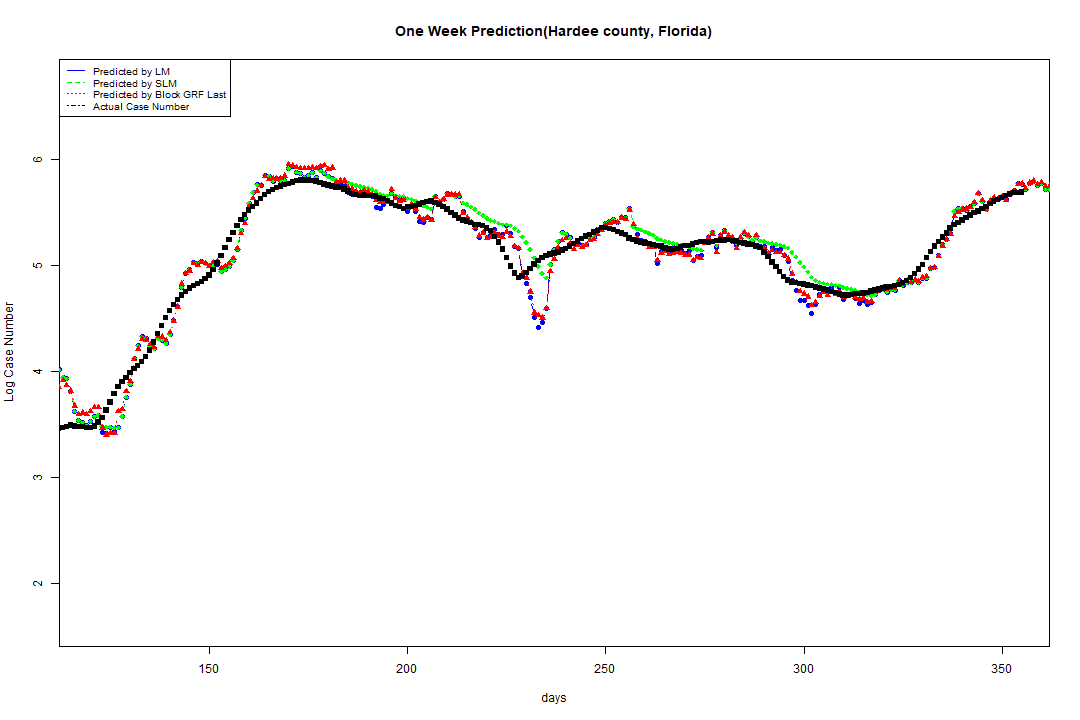 One Week Prediction(Hardee county, Florida)
Predicted by LM
Predicted by SLM
Predicted by Block GRF Last
Actual Case Number
6
5
4
3
2
Log Case Number
150 200 250 300 350
days